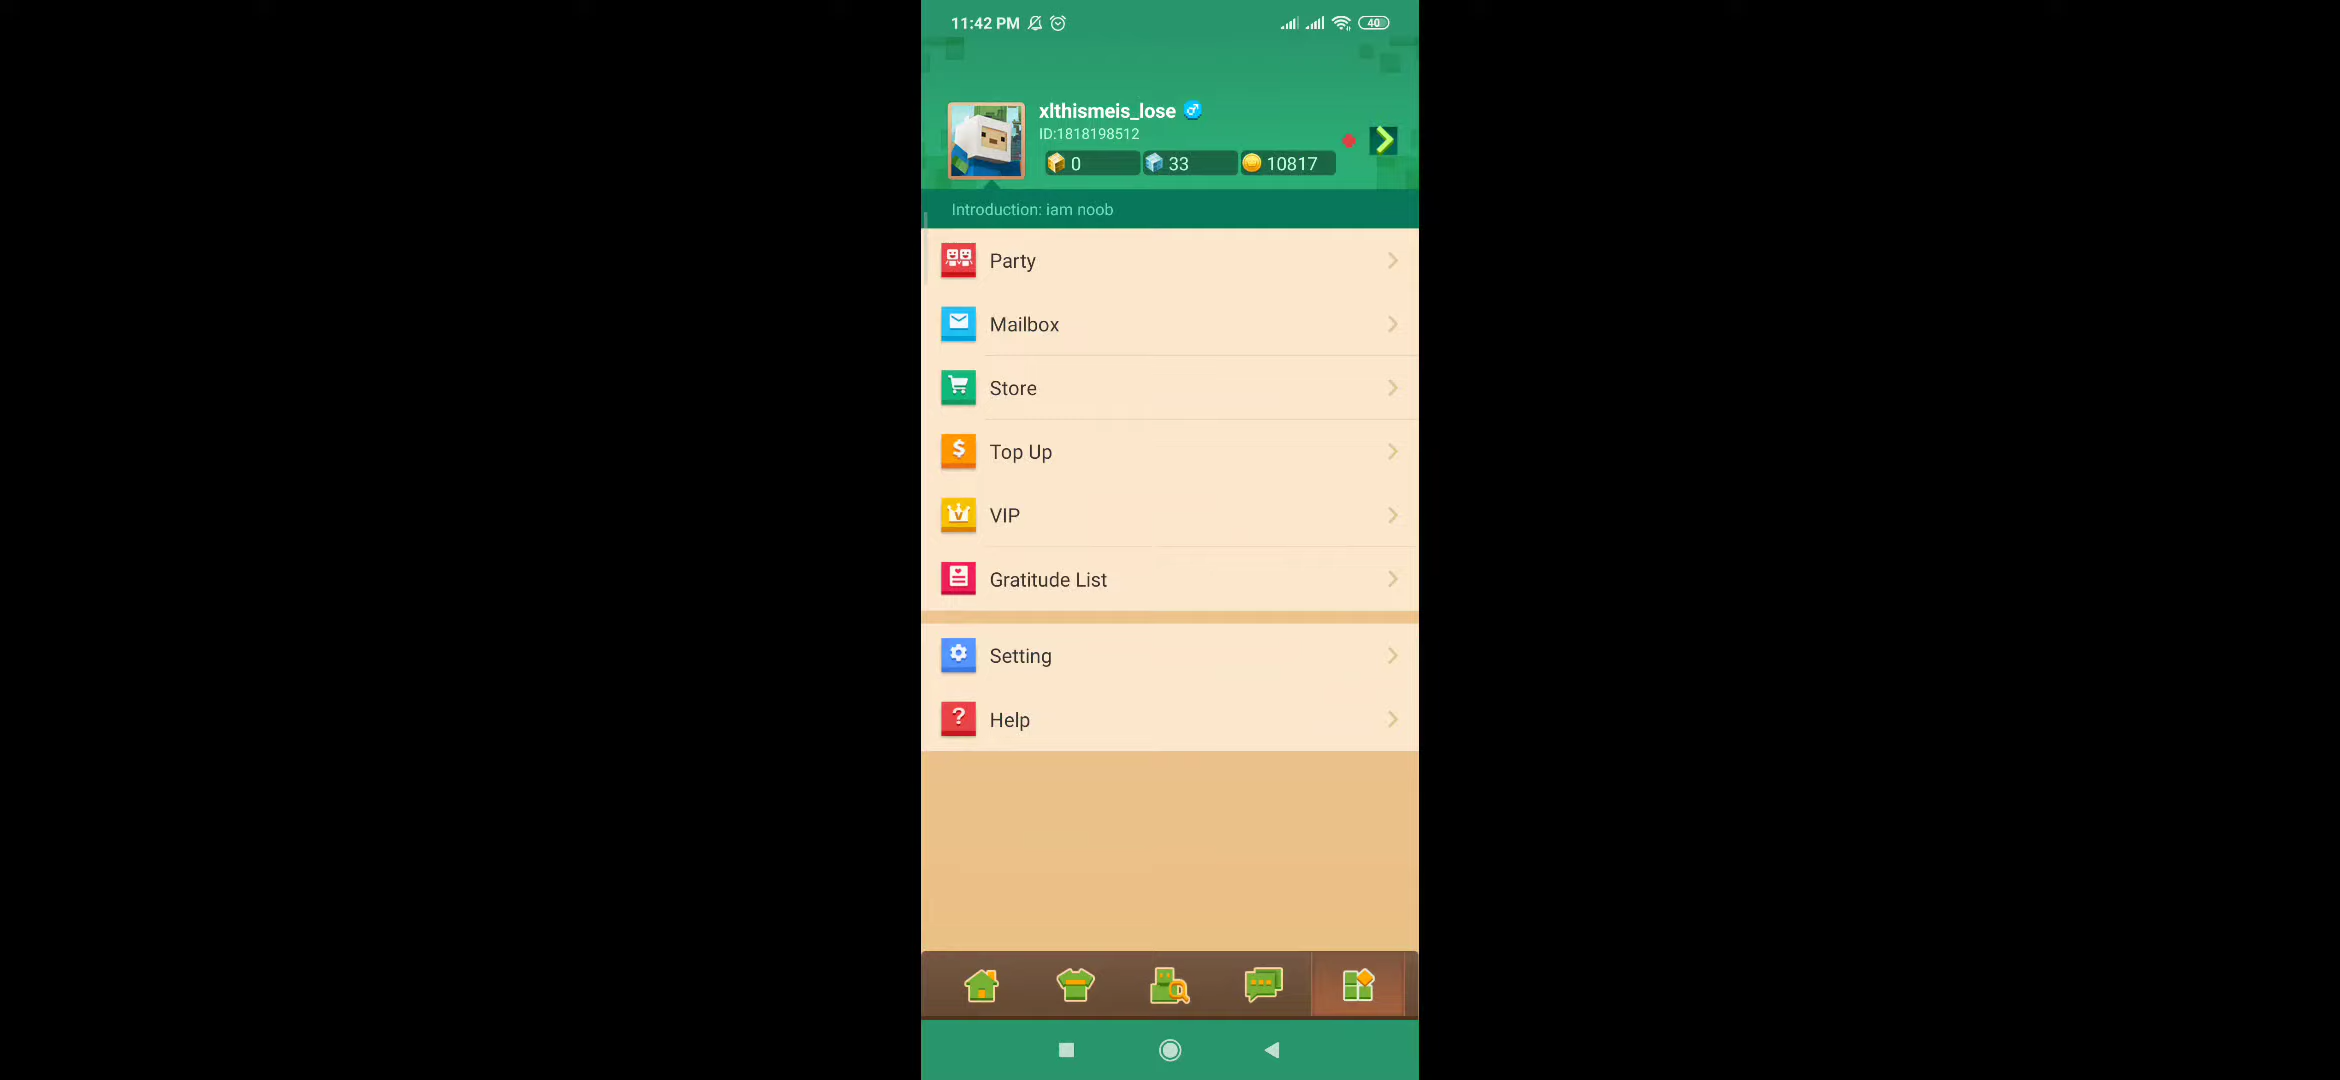 11:42 PM
40
xlthismeis_lose
ID:1818198512
0 33 10817
Introduction: iam noob
Party
Mailbox
Store
Top Up
VIP
Gratitude List
Setting
Help